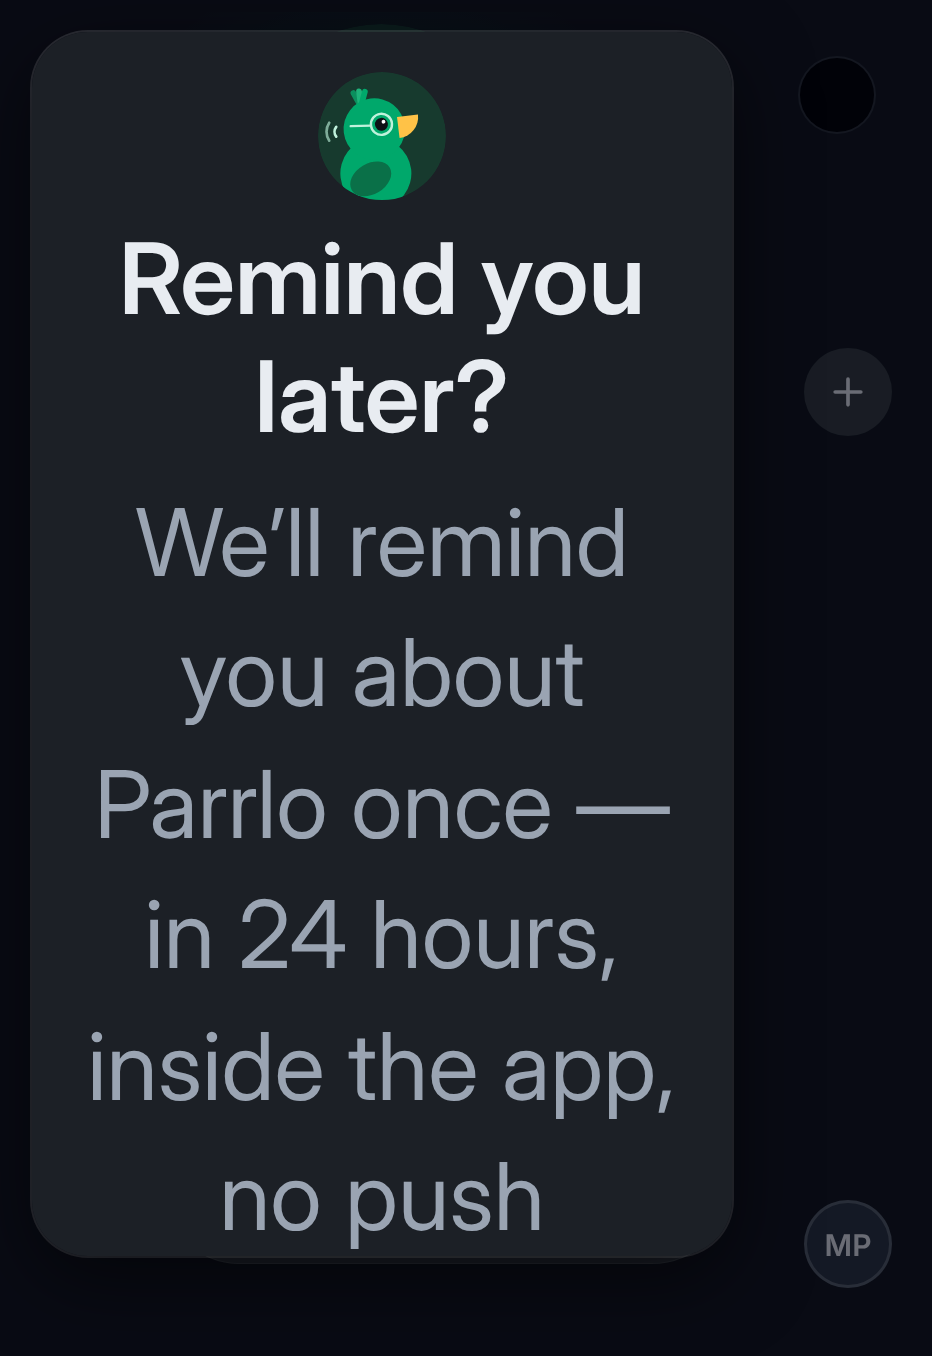 Remind you
later?
We’ll remind
you about
Parrlo once —
in 24 hours,
inside the app,
no push
MP